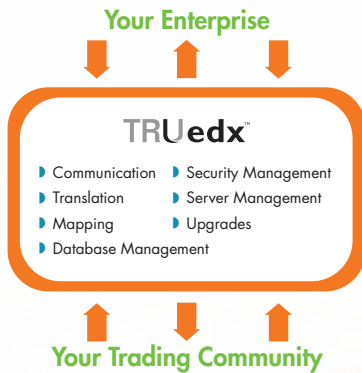 Your Enterprise
TRUedx™
Communication
Security Management
Translation
Server Management
Mapping
Upgrades
Database Management
Your Trading Community